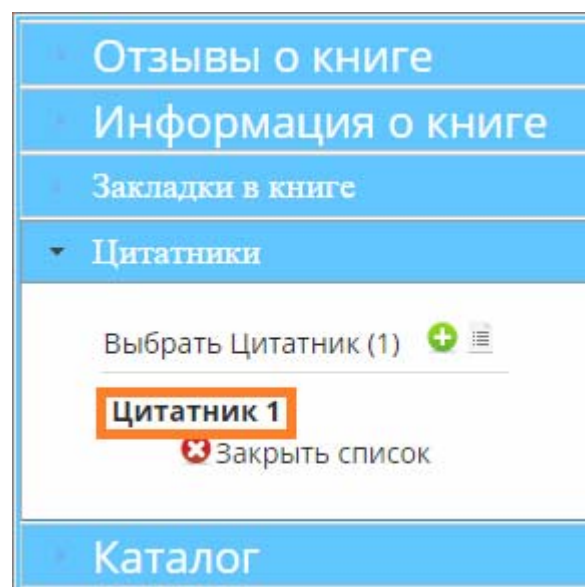 Отзывы о книге
Информация о книге
Закладки в книге
Цитатники
Выбрать Цитатник (1)
Цитатник 1
Закрыть список
Каталог